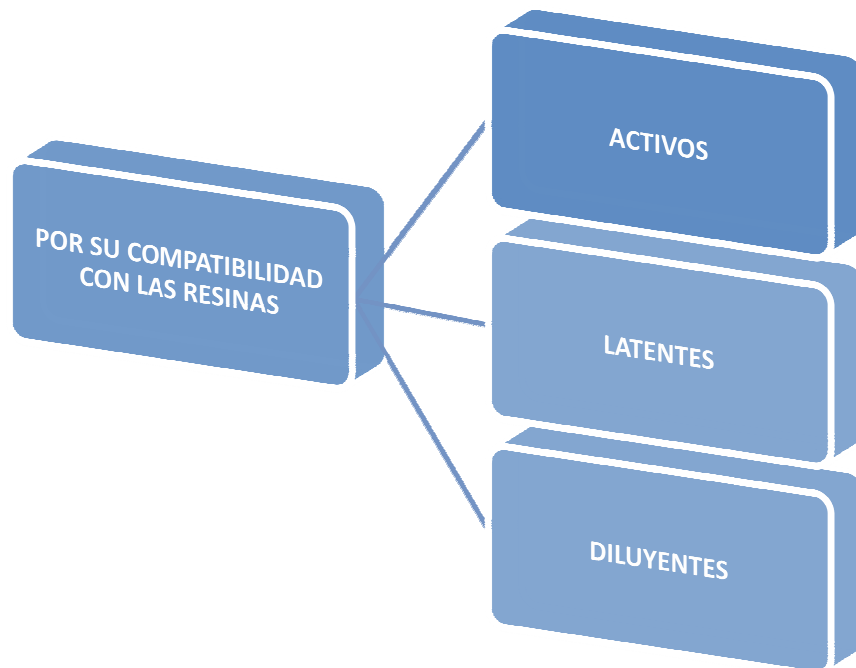 POR SU COMPATIBILIDAD
CON LAS RESINAS
ACTIVOS
LATENTES
DILUYENTES